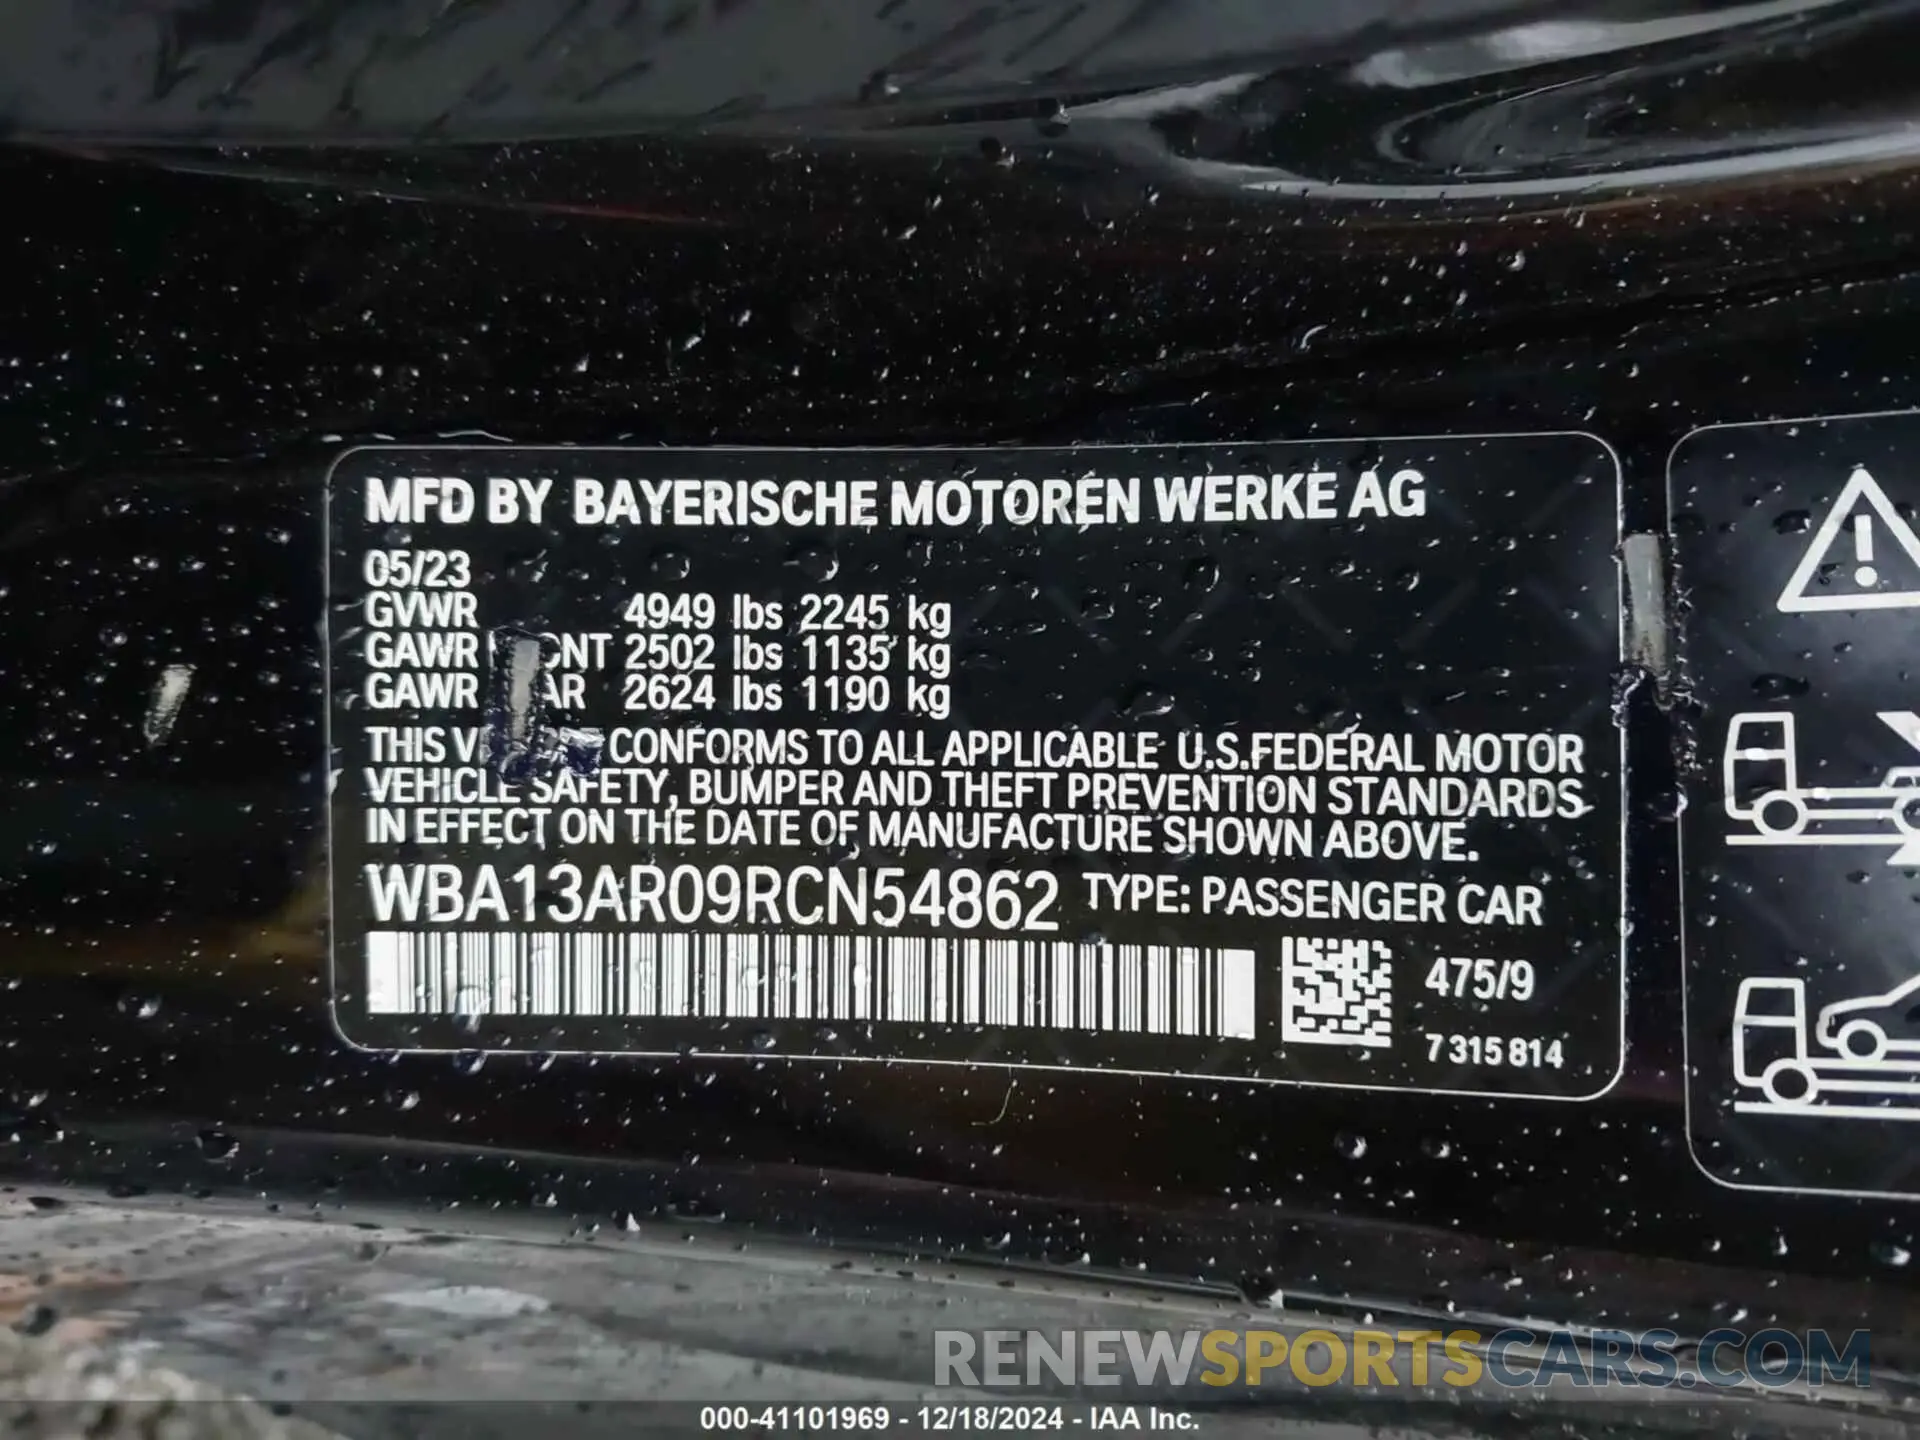 MFD BY BAYERISCHE MOTOREN WERKE AG
05/23
GVWR 4949 lbs 2245 kg
GAWR 2502 lbs 1135 kg
GAWR 2624 lbs 1190 kg
THIS CONFORMS TO ALL APPLICABLE U.S.FEDERAL MOTOR
VEHICLE SAFETY, BUMPER AND THEFT PREVENTION STANDARDS
IN EFFECT ON THE DATE OF MANUFACTURE SHOWN ABOVE.
WBA13AR09RCN54862 TYPE: PASSENGER CAR
475/9
7 315 814
RENEWSPORTSCARS.COM
000-41101969 - 12/18/2024 - IAA Inc.